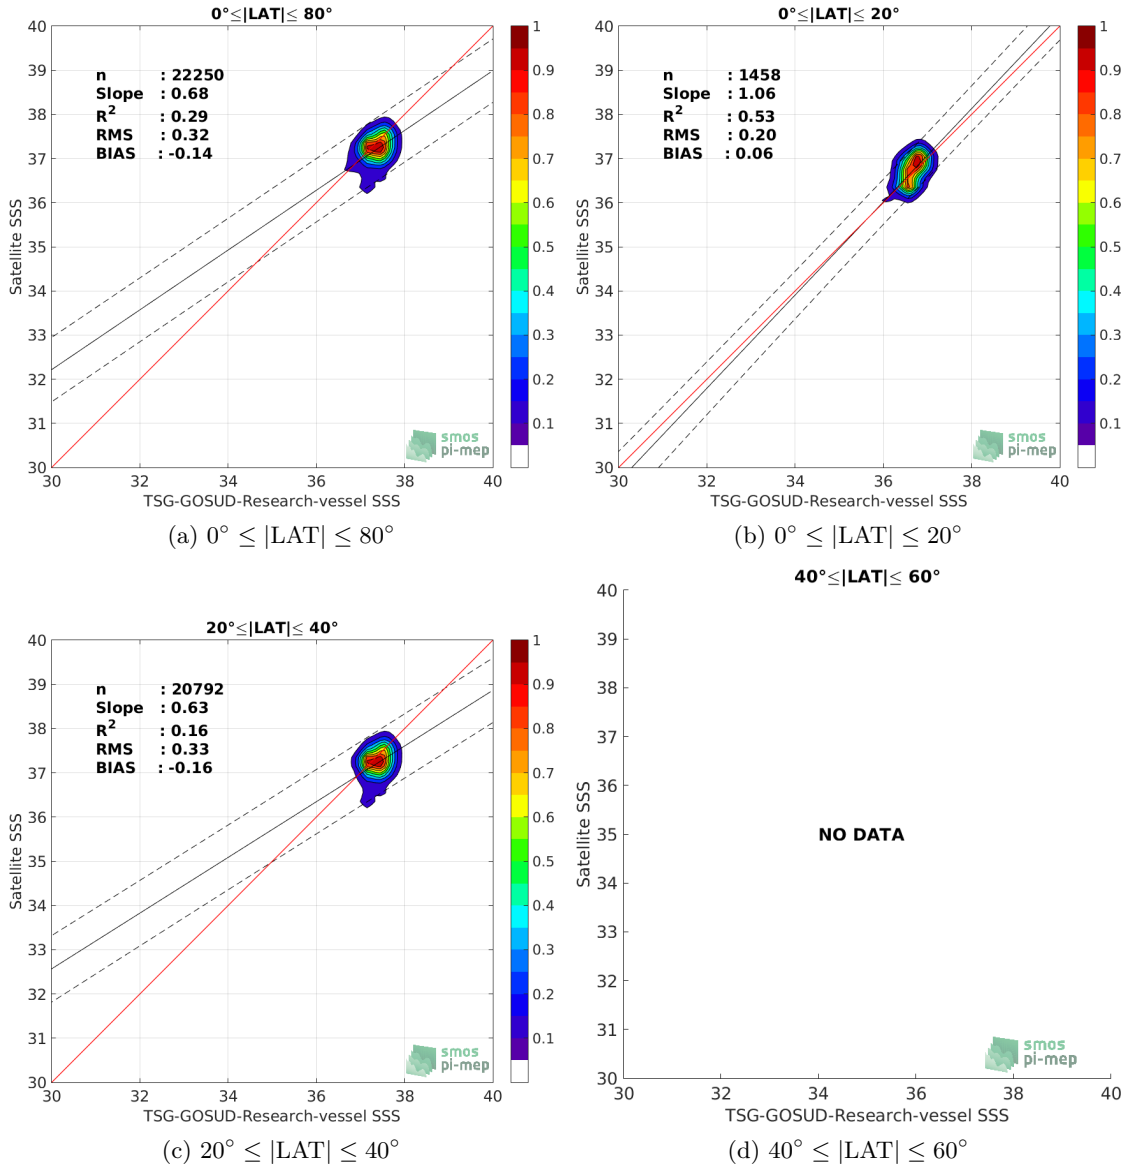 0°≤|LAT|≤ 80°
40
39
38
37
36
35
34
33
32
31
30
Satellite SSS
n : 22250
Slope : 0.68
R2 : 0.29
RMS : 0.32
BIAS : -0.14
smos
pi-mep
30 32 34 36 38 40
TSG-GOSUD-Research-vessel SSS
1
0.9
0.8
0.7
0.6
0.5
0.4
0.3
0.2
0.1
(a) 0° ≤ |LAT| ≤ 80°
0°≤|LAT|≤ 20°
40
39
38
37
36
35
34
33
32
31
30
Satellite SSS
n : 1458
Slope : 1.06
R2 : 0.53
RMS : 0.20
BIAS : 0.06
smos
pi-mep
30 32 34 36 38 40
TSG-GOSUD-Research-vessel SSS
1
0.9
0.8
0.7
0.6
0.5
0.4
0.3
0.2
0.1
(b) 0° ≤ |LAT| ≤ 20°
20°≤|LAT|≤ 40°
40
39
38
37
36
35
34
33
32
31
30
Satellite SSS
n : 20792
Slope : 0.63
R2 : 0.16
RMS : 0.33
BIAS : -0.16
smos
pi-mep
30 32 34 36 38 40
TSG-GOSUD-Research-vessel SSS
1
0.9
0.8
0.7
0.6
0.5
0.4
0.3
0.2
0.1
(c) 20° ≤ |LAT| ≤ 40°
40°≤|LAT|≤ 60°
40
39
38
37
36
35
34
33
32
31
30
Satellite SSS
NO DATA
smos
pi-mep
30 32 34 36 38 40
TSG-GOSUD-Research-vessel SSS
(d) 40° ≤ |LAT| ≤ 60°